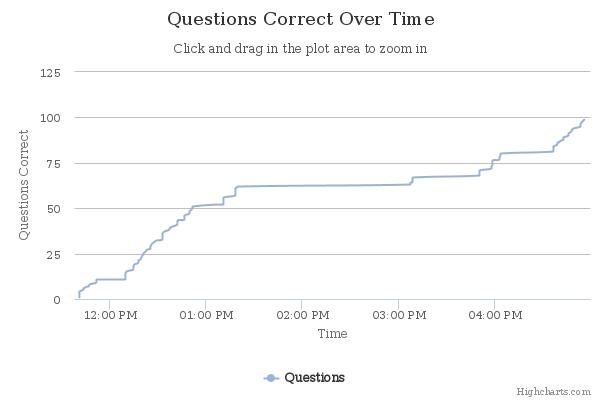 Questions Correct Over Time
Click and drag in the plot area to zoom in
Questions Correct
125
100
75
50
25
0
12:00 PM 01:00 PM 02:00 PM 03:00 PM 04:00 PM
Time
Questions
Highcharts.com